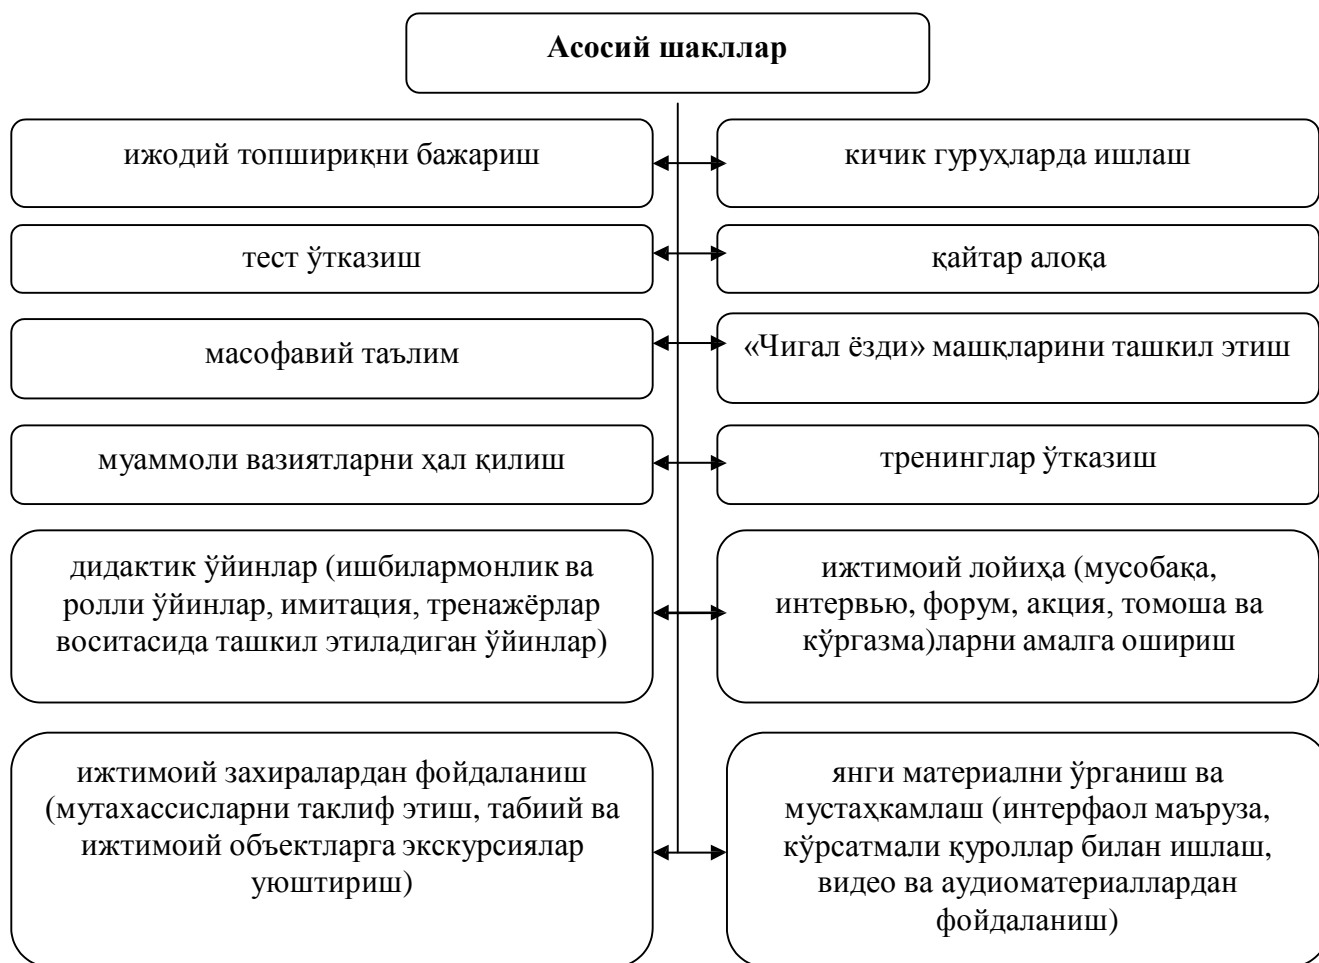 Асосий шакллар
ижодий топшириқни бажариш
кичик гуруҳларда ишлаш
тест ўтказиш
қайтар алоқа
масофавий таълим
«Чигал ёзди» машқларини ташкил этиш
муаммоли вазиятларни ҳал қилиш
тренинглар ўтказиш
дидактик ўйинлар (ишбилармонлик ва
ролли ўйинлар, имитация, тренажёрлар
воситасида ташкил этиладиган ўйинлар)
ижтимоий лойиҳа (мусобақа,
интервью, форум, акция, томоша ва
кўргазма)ларни амалга ошириш
ижтимоий захиралардан фойдаланиш
(мутахассисларни таклиф этиш, табиий ва
ижтимоий объектларга экскурсиялар
уюштириш)
янги материални ўрганиш ва
мустаҳкамлаш (интерфаол маъруза,
кўрсатмали қуроллар билан ишлаш,
видео ва аудиоматериаллардан
фойдаланиш)